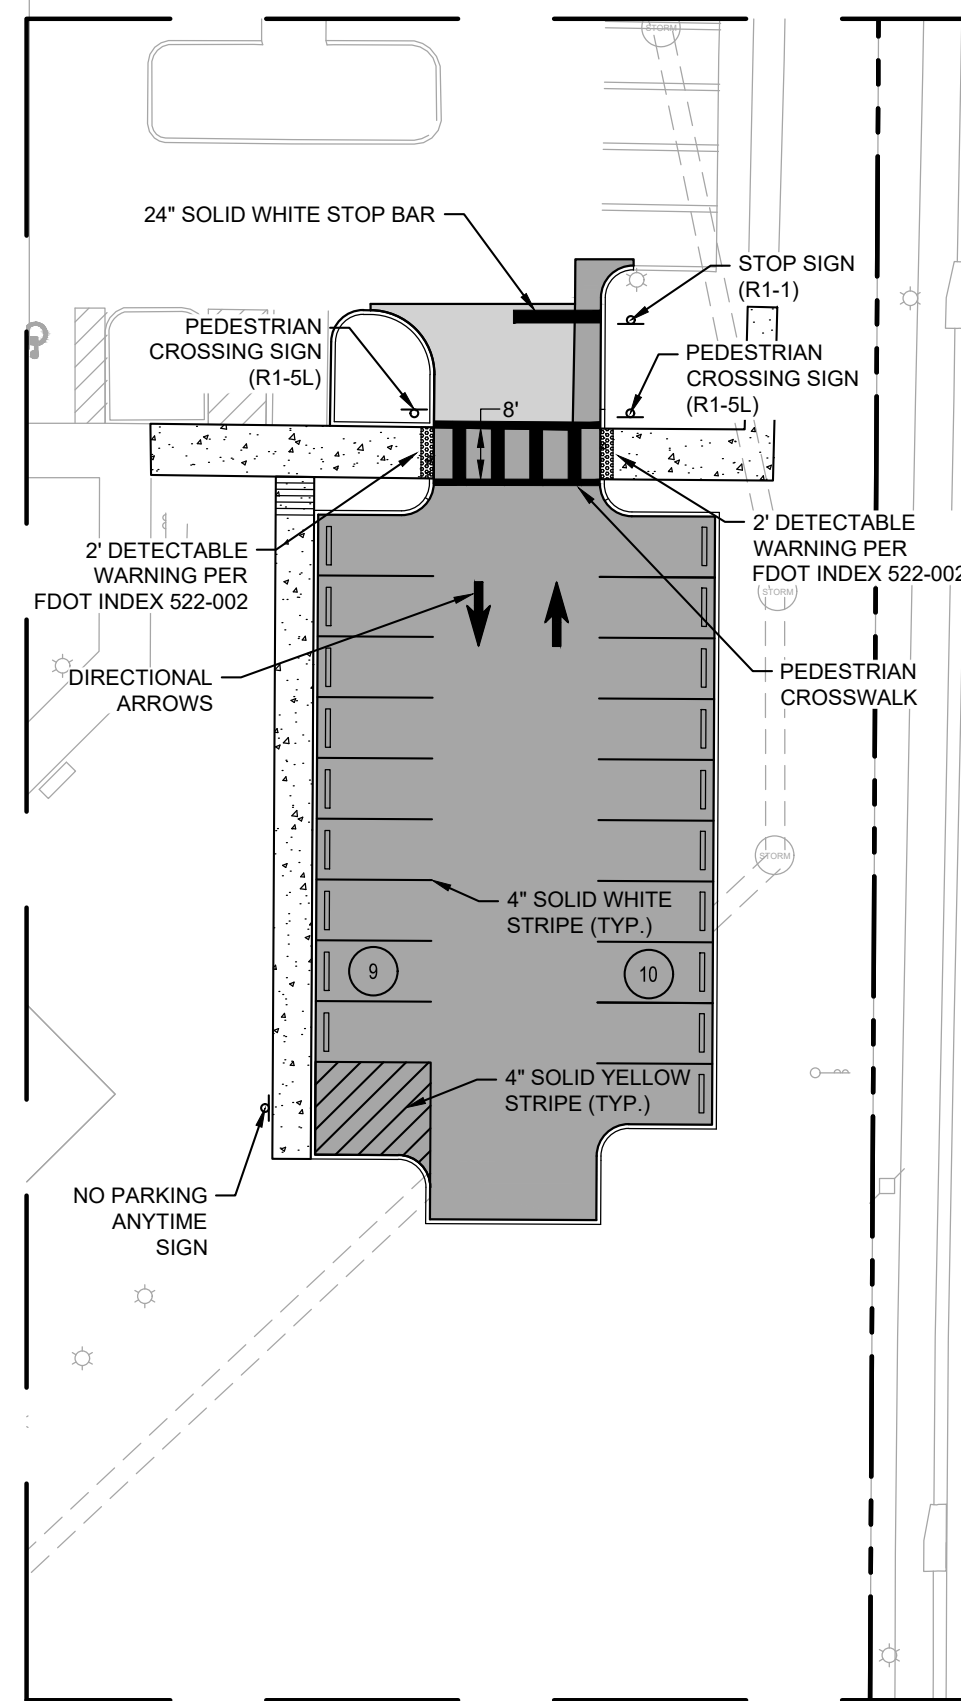 STORM
24" SOLID WHITE STOP BAR
STOP SIGN
(R1-1)
PEDESTRIAN
CROSSING SIGN
(R1-5L)
PEDESTRIAN
CROSSING SIGN
(R1-5L)
8'
2' DETECTABLE
WARNING PER
FDOT INDEX 522-002
2' DETECTABLE
WARNING PER
FDOT INDEX 522-002
STORM
DIRECTIONAL
ARROWS
PEDESTRIAN
CROSSWALK
STORM
4" SOLID WHITE
STRIPE (TYP.)
9
10
4" SOLID YELLOW
STRIPE (TYP.)
NO PARKING
ANYTIME
SIGN